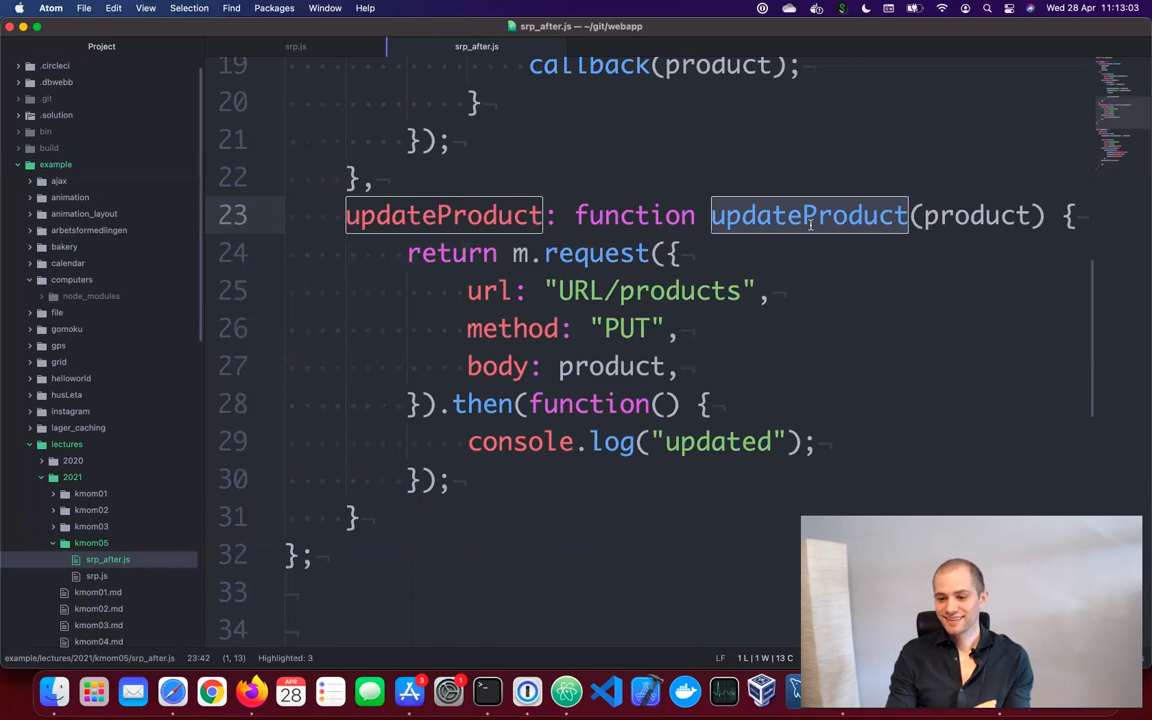 Atom File Edit View Selection Find Packages Window Help Wed 28 Apr 11:13:03
srp_after.js — ~/git/webapp
Project srp.js srp_after.js
.circleci
.dbwebb
.git
.solution
bin
build
example
ajax
animation
animation_layout
arbetsformedlingen
bakery
calendar
computers
node_modules
file
gomoku
gps
grid
helloworld
husLeta
instagram
lager_caching
lectures
2020
2021
kmom01
kmom02
kmom03
kmom05
srp_after.js
srp.js
kmom01.md
kmom02.md
kmom03.md
kmom04.md
19 callback(product);
20 }
21 });
22 },
23 updateProduct: function updateProduct(product) {
24 return m.request({
25 url: "URL/products",
26 method: "PUT",
27 body: product,
28 }).then(function() {
29 console.log("updated");
30 });
31 }
32 };
33
34
example/lectures/2021/kmom05/srp_after.js 23:42 (1, 13) Highlighted: 3 LF 1 L | 1 W | 13 C
APR
28
3
1